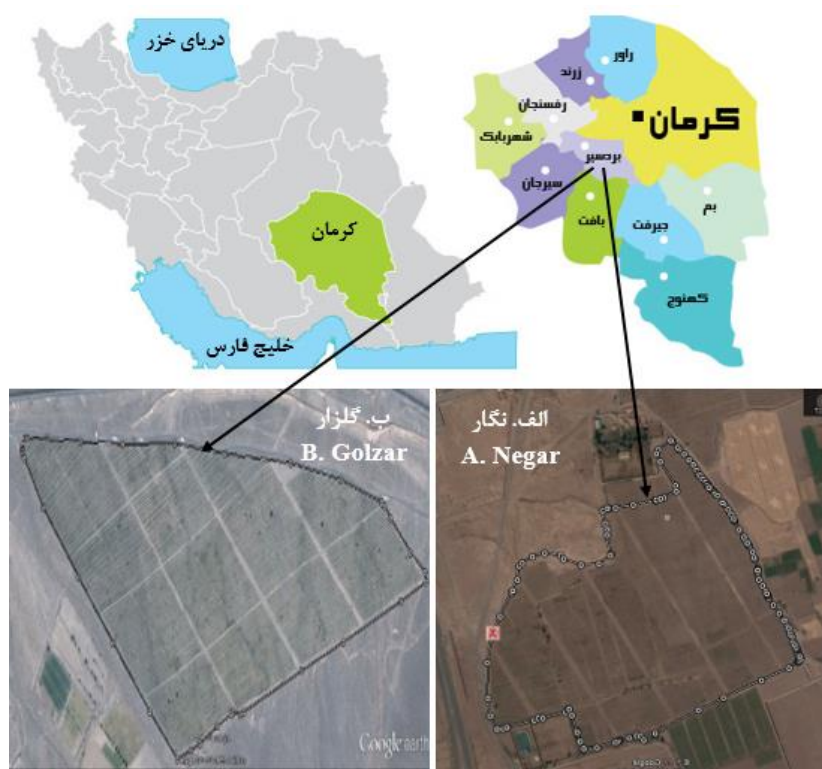 دریای خزر
کرمان
خلیج فارس
راور
زرند
رفسنجان
کرمان
شهربابک
بردسیر
سیرجان
بم
بافت
جیرفت
کهنوج
ب. گلزار
B. Golzar
الف. نگار
A. Negar
X
Google earth